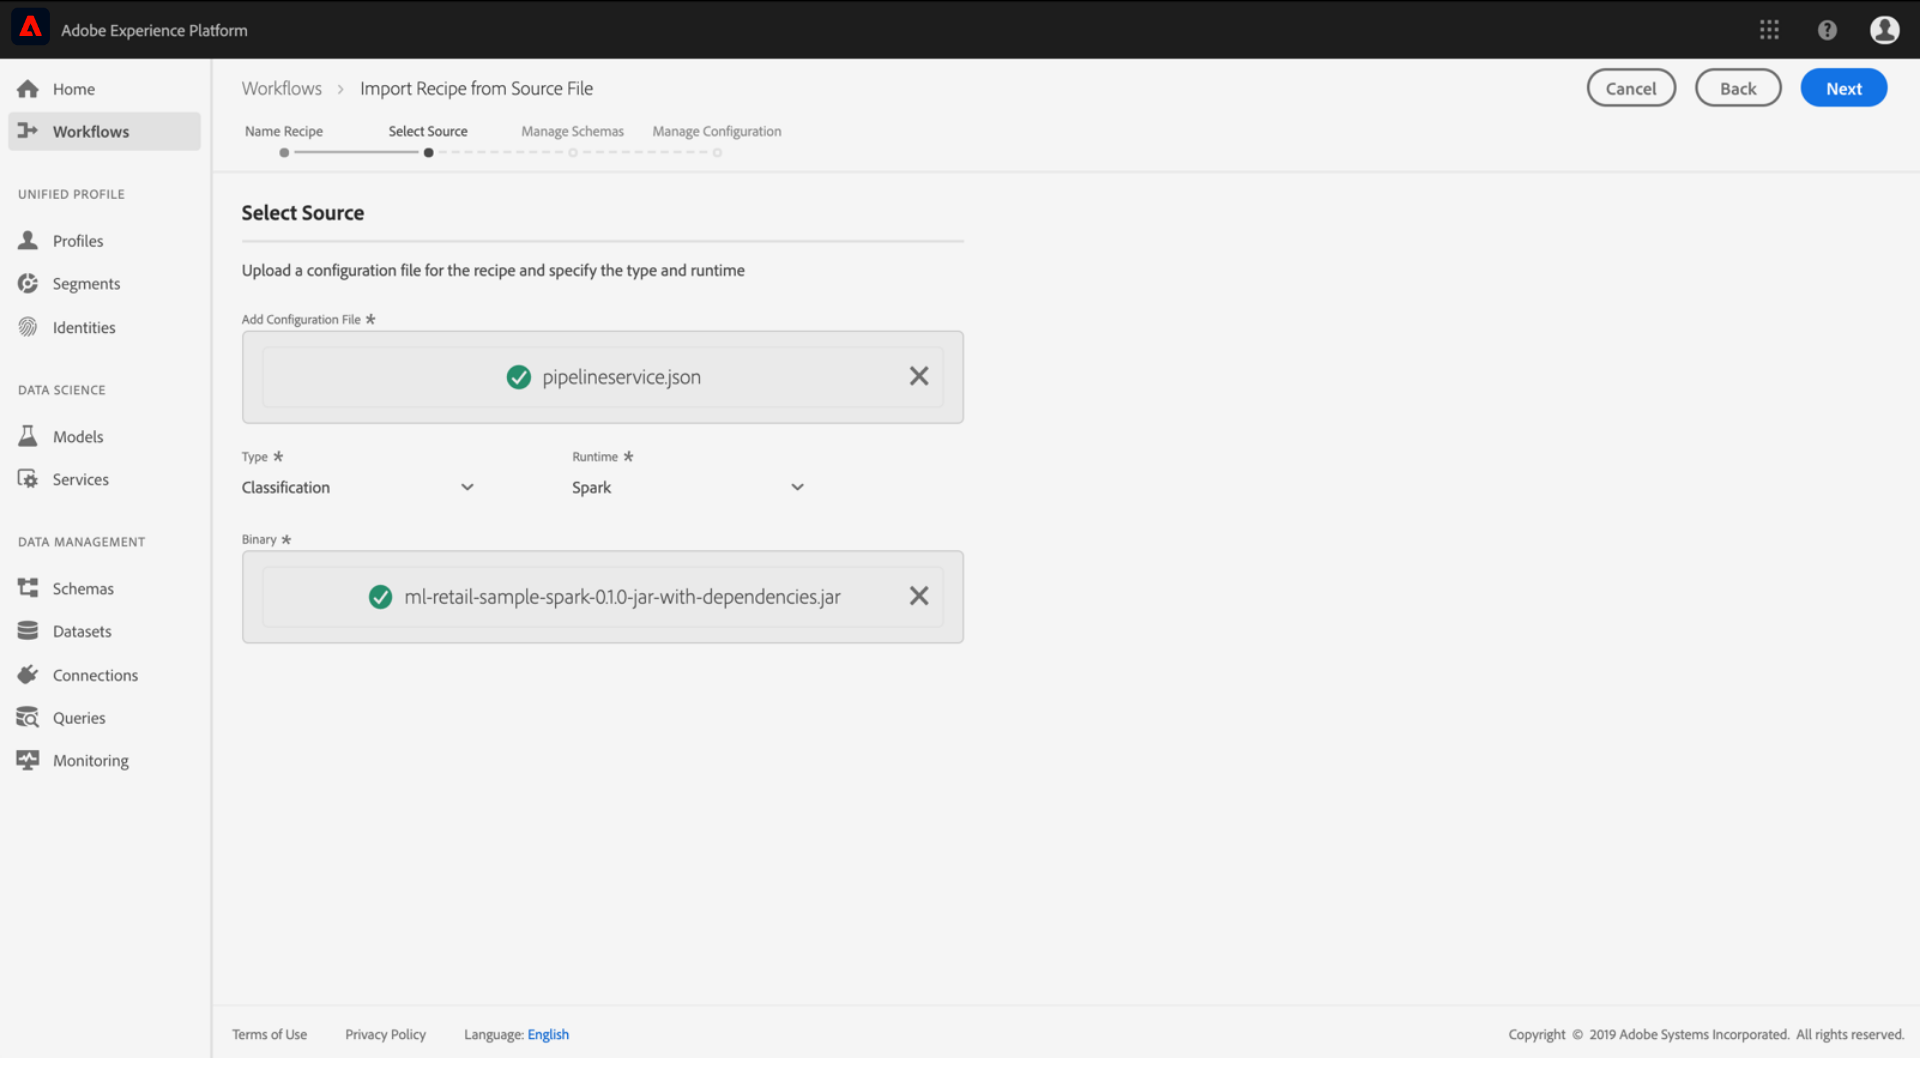 Adobe Experience Platform
Home
Workflows
UNIFIED PROFILE
Profiles
Segments
Identities
DATA SCIENCE
Models
Services
DATA MANAGEMENT
Schemas
Datasets
Connections
Queries
Monitoring
Workflows > Import Recipe from Source File
Cancel Back Next
Name Recipe Select Source Manage Schemas Manage Configuration
Select Source
Upload a configuration file for the recipe and specify the type and runtime
Add Configuration File *
pipelineservice.json
Type * Runtime *
Classification Spark
Binary *
ml-retail-sample-spark-0.1.0-jar-with-dependencies.jar
Terms of Use Privacy Policy Language: English Copyright © 2019 Adobe Systems Incorporated. All rights reserved.